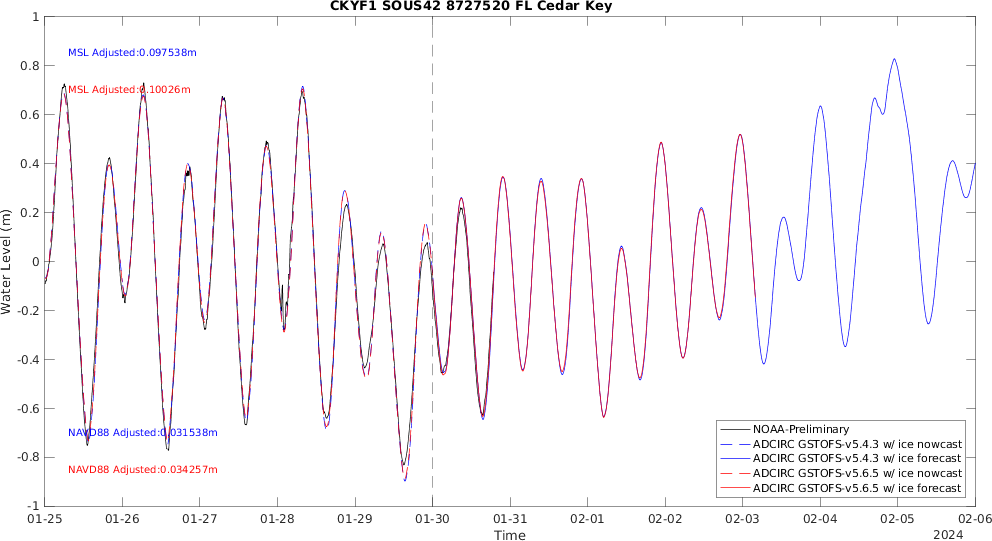 CKYF1 SOUS42 8727520 FL Cedar Key
1
0.8
0.6
0.4
0.2
0
-0.2
-0.4
-0.6
-0.8
-1
Water Level (m)
MSL Adjusted:0.097538m
MSL Adjusted:0.10026m
NAVD88 Adjusted:0.031538m
NAVD88 Adjusted:0.034257m
NOAA-Preliminary
ADCIRC GSTOFS-v5.4.3 w/ ice nowcast
ADCIRC GSTOFS-v5.4.3 w/ ice forecast
ADCIRC GSTOFS-v5.6.5 w/ ice nowcast
ADCIRC GSTOFS-v5.6.5 w/ ice forecast
01-25 01-26 01-27 01-28 01-29 01-30 01-31 02-01 02-02 02-03 02-04 02-05 02-06
Time
2024